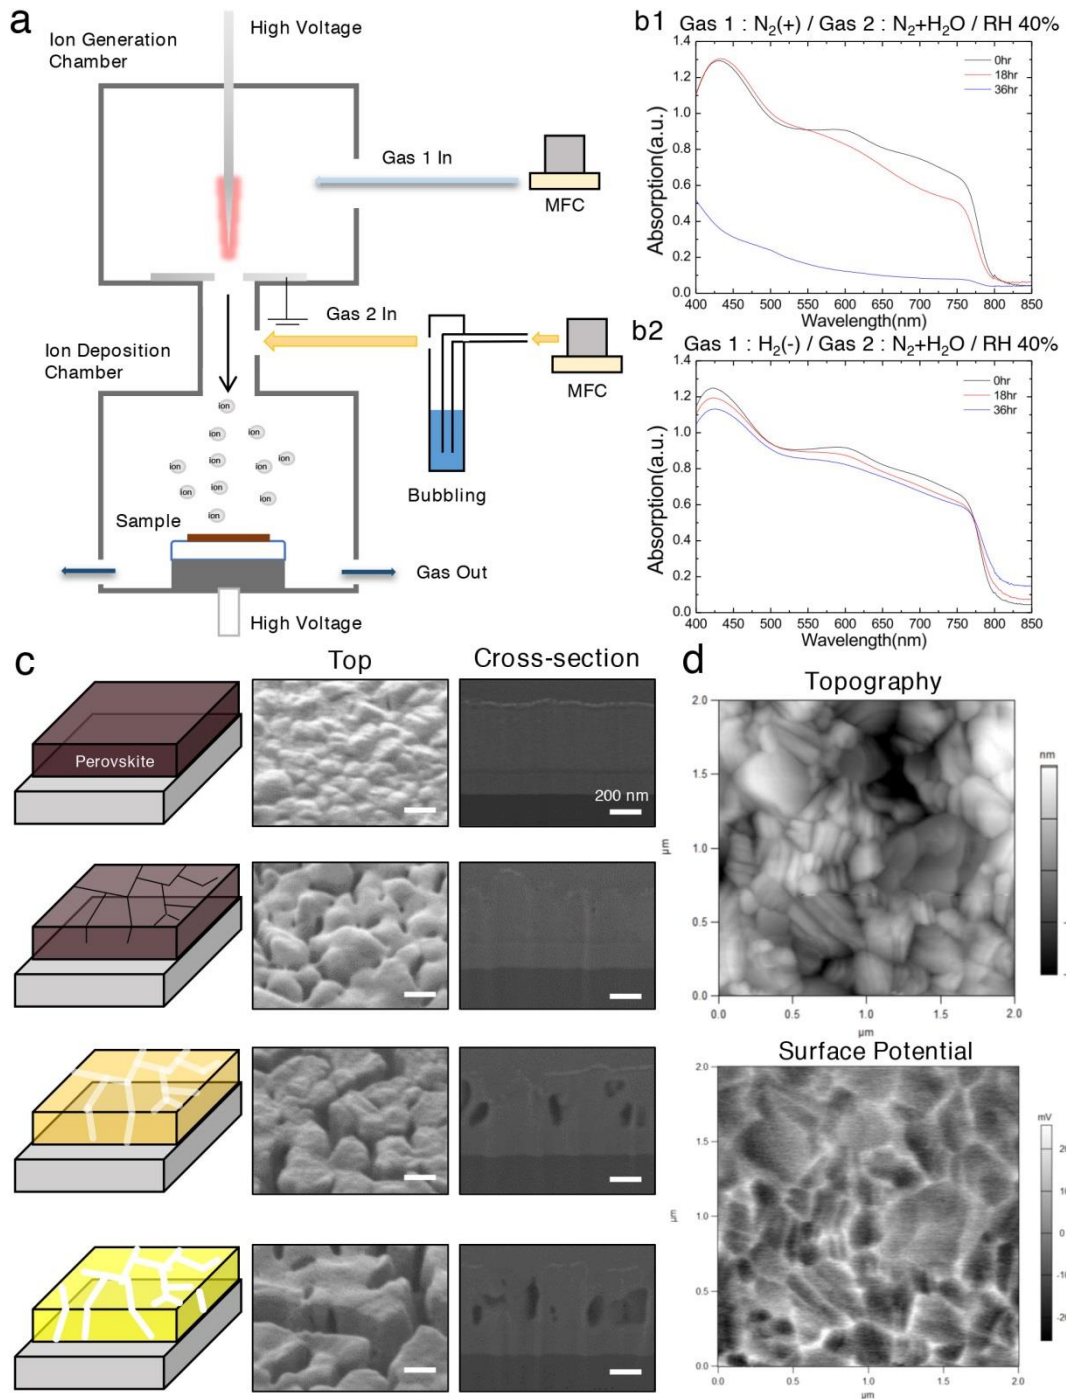 a
High Voltage
Ion Generation
Chamber
Gas 1 In
MFC
Gas 2 In
Ion Deposition
Chamber
MFC
ion
ion
ion
ion
ion
ion
ion
ion
ion
ion
Bubbling
Sample
Gas Out
High Voltage
b1
Gas 1 : N₂(+) / Gas 2 : N₂+H₂O / RH 40%
1.4
1.2
1.0
0.8
0.6
0.4
0.2
0.0
Absorption(a.u.)
0hr
18hr
36hr
400 450 500 550 600 650 700 750 800 850
Wavelength(nm)
b2
Gas 1 : H₂(-) / Gas 2 : N₂+H₂O / RH 40%
1.2
1.0
0.8
0.6
0.4
0.2
0.0
Absorption(a.u.)
0hr
18hr
36hr
400 450 500 550 600 650 700 750 800 850
Wavelength(nm)
c
Top
Cross-section
Perovskite
200 nm
d
Topography
2.0
1.5
1.0
0.5
0.0
µm
0.0 0.5 1.0 1.5 2.0
µm
nm
Surface Potential
2.0
1.5
1.0
0.5
0.0
µm
0.0 0.5 1.0 1.5 2.0
µm
mV
20
10
0
-10
-20